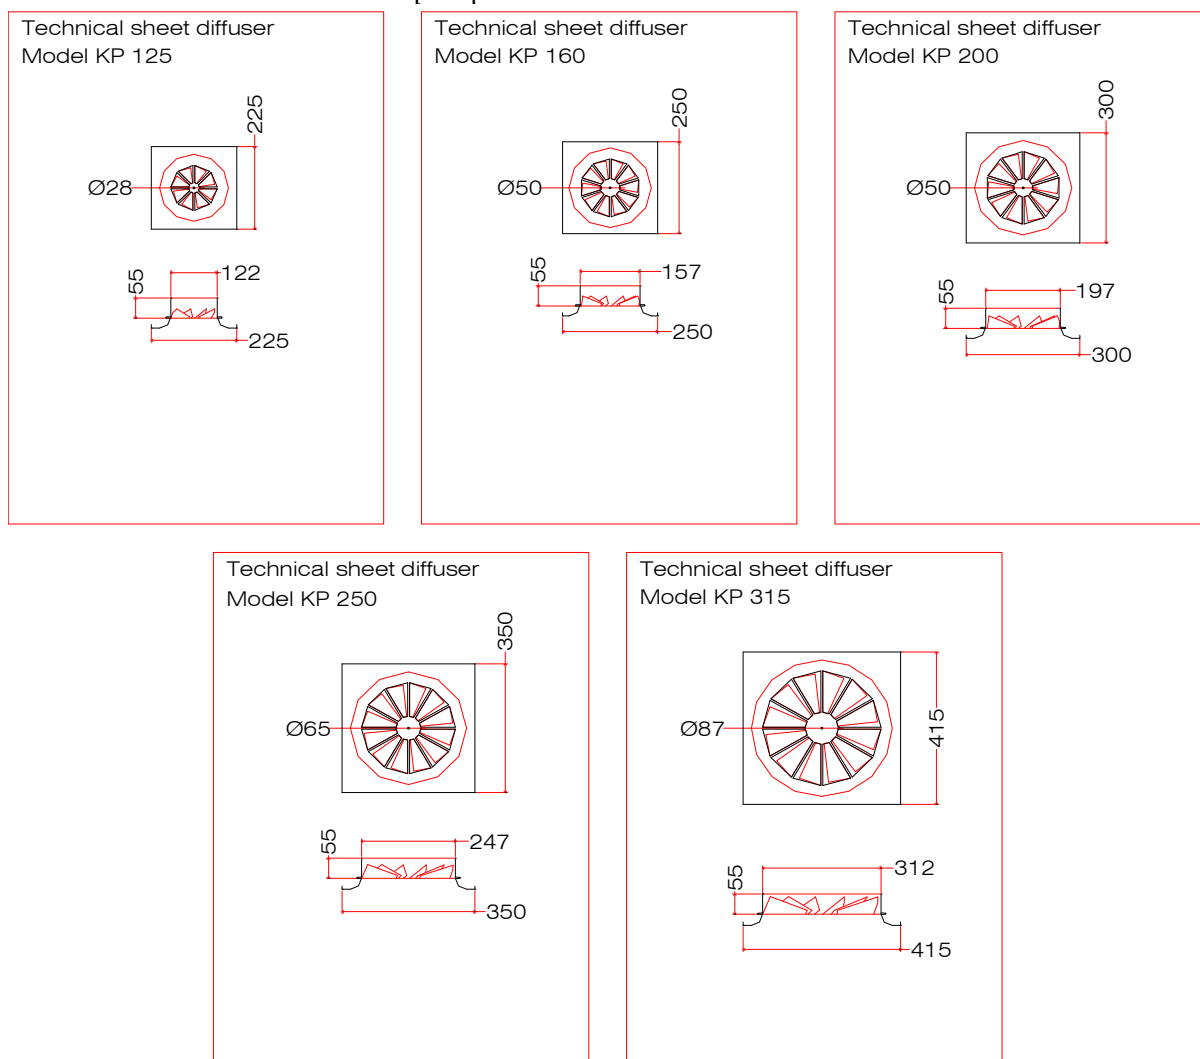 Technical sheet diffuser
Model KP 125
225
Ø28
55
122
225
Technical sheet diffuser
Model KP 160
250
Ø50
55
157
250
Technical sheet diffuser
Model KP 200
300
Ø50
55
197
300
Technical sheet diffuser
Model KP 250
350
Ø65
55
247
350
Technical sheet diffuser
Model KP 315
415
Ø87
55
312
415